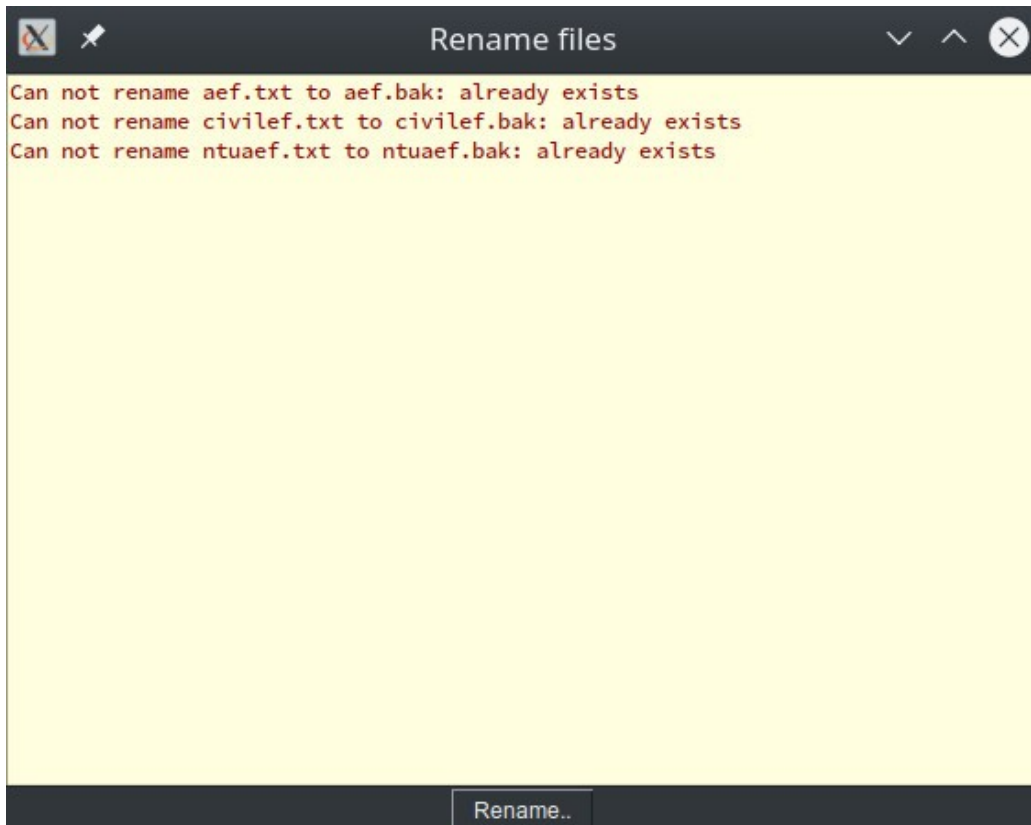 Rename files
Can not rename aef.txt to aef.bak: already exists
Can not rename civilef.txt to civilef.bak: already exists
Can not rename ntuaef.txt to ntuaef.bak: already exists
Rename..